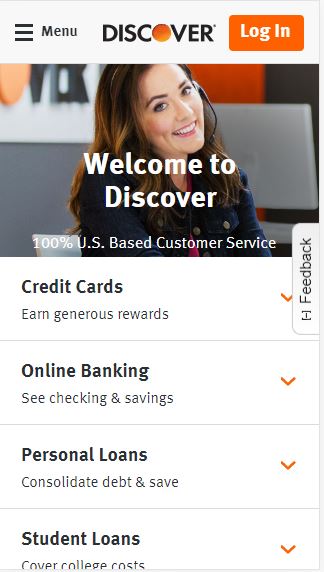 Menu
DISCOVER
Log In
Welcome to
Discover
100% U.S. Based Customer Service
Feedback
Credit Cards
Earn generous rewards
Online Banking
See checking & savings
Personal Loans
Consolidate debt & save
Student Loans
Cover college costs